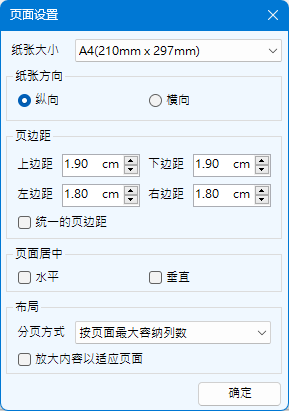 页面设置
纸张大小 A4(210mm x 297mm)
纸张方向
纵向 横向
页边距
上边距 1.90 cm 下边距 1.90 cm
左边距 1.80 cm 右边距 1.80 cm
统一的页边距
页面居中
水平 垂直
布局
分页方式 按页面最大容纳列数
放大内容以适应页面
确定